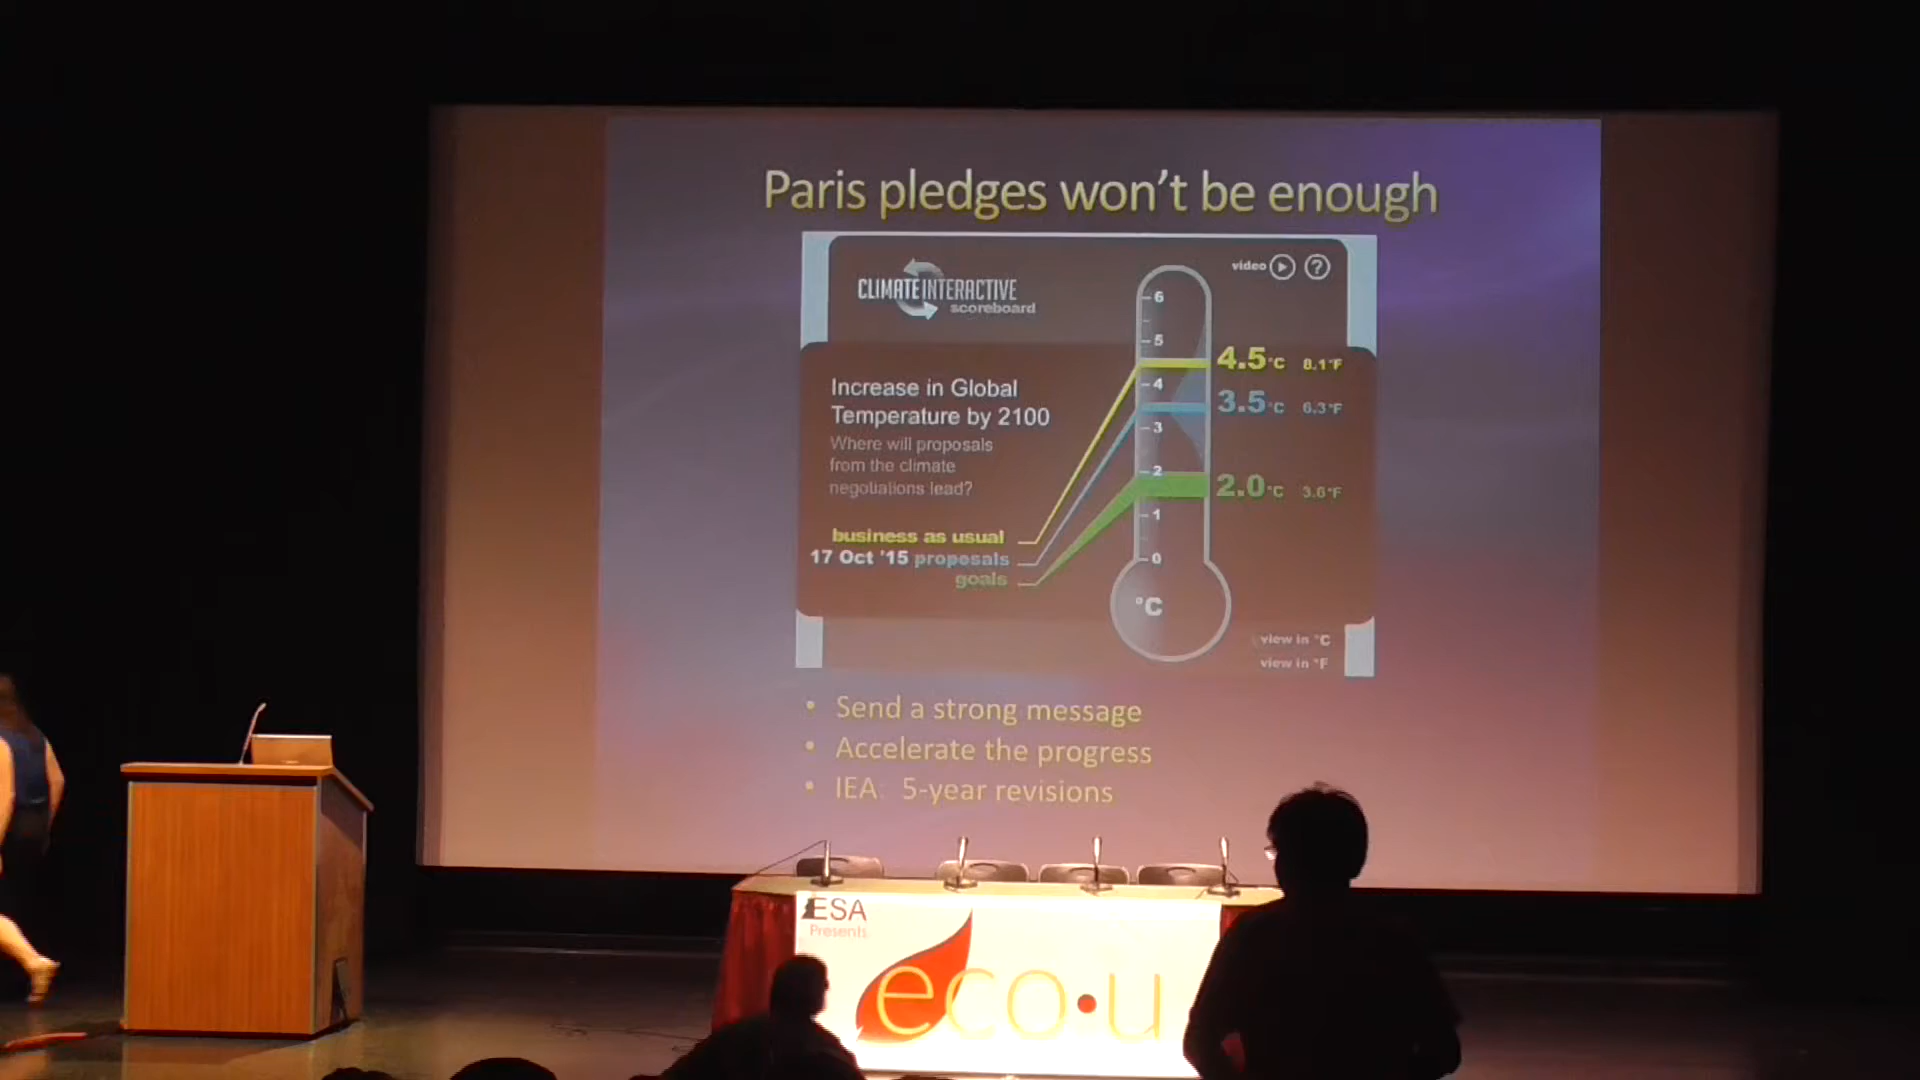 Paris pledges won't be enough
CLIMATE INTERACTIVE
scoreboard
video
?
6
5
4
3
2
1
0
°C
4.5°C 8.1°F
3.5°C 6.3°F
2.0°C 3.6°F
Increase in Global
Temperature by 2100
Where will proposals
from the climate
negotiations lead?
business as usual
17 Oct '15 proposals
goals
view in °C
view in °F
• Send a strong message
• Accelerate the progress
• IEA: 5-year revisions
ESA
Presents
eco•u